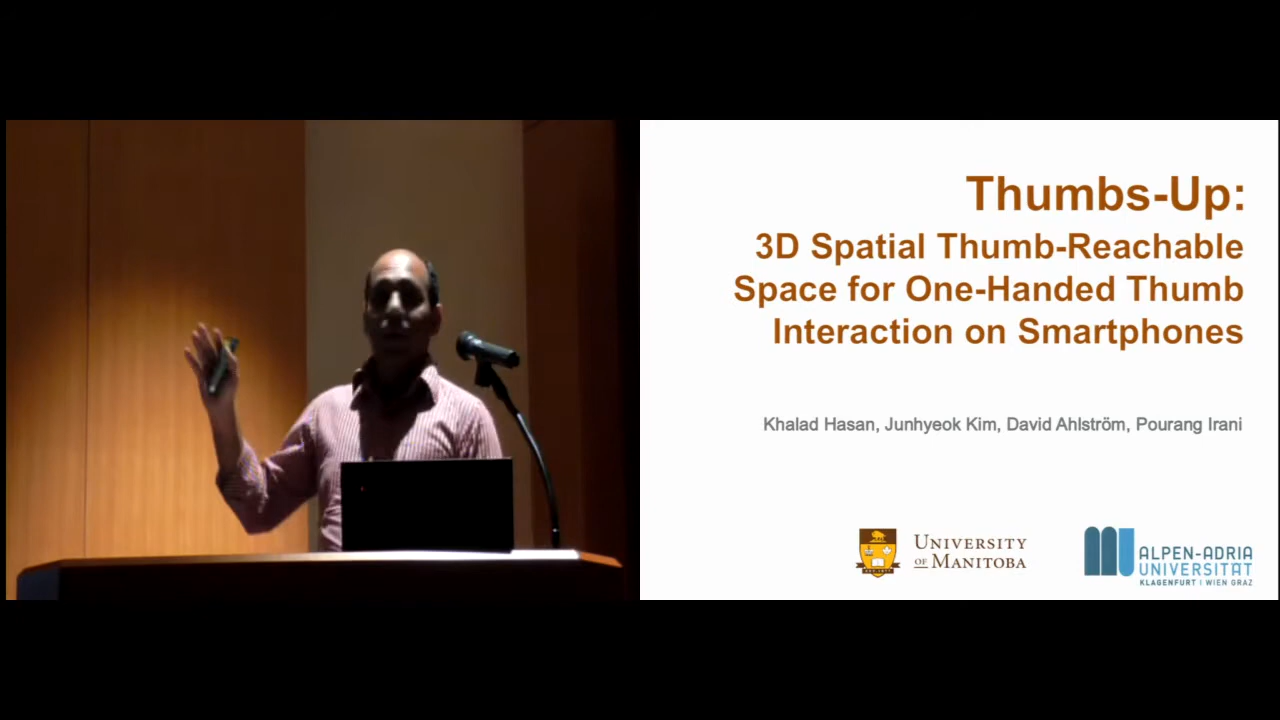 Thumbs-Up:
3D Spatial Thumb-Reachable
Space for One-Handed Thumb
Interaction on Smartphones
Khalad Hasan, Junhyeok Kim, David Ahlström, Pourang Irani
UNIVERSITY
OF MANITOBA
ALPEN-ADRIA
UNIVERSITÄT
KLAGENFURT | WIEN GRAZ